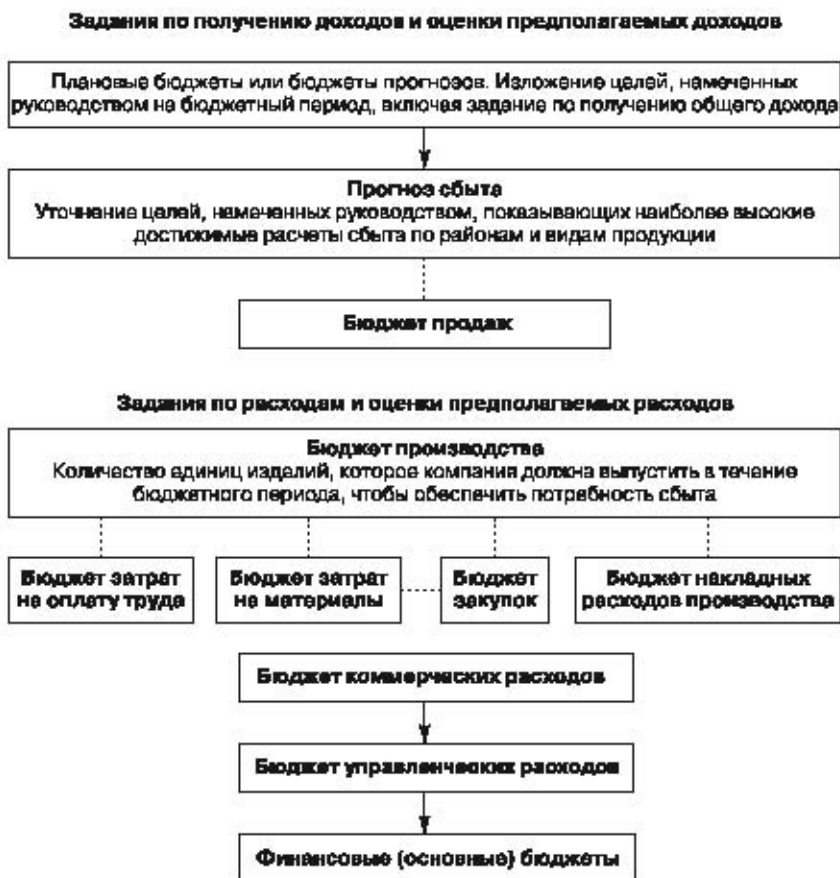 Задания по получению доходов и оценки предполагаемых доходов
Плановые бюджеты или бюджеты прогнозов. Изложение целей, намеченных
руководством на бюджетный период, включая задание по получению общего дохода
Прогноз сбыта
Уточнение целей, намеченных руководством, показывающих наиболее высокие
достижимые расчеты сбыта по районам и видам продукции
Бюджет продаж
Задания по расходам и оценки предполагаемых расходов
Бюджет производства
Количество единиц изделий, которое компания должна выпустить в течение
бюджетного периода, чтобы обеспечить потребность сбыта
Бюджет затрат
на оплату труда
Бюджет затрат
на материалы
Бюджет
закупок
Бюджет накладных
расходов производства
Бюджет коммерческих расходов
Бюджет управленческих расходов
Финансовые (основные) бюджеты